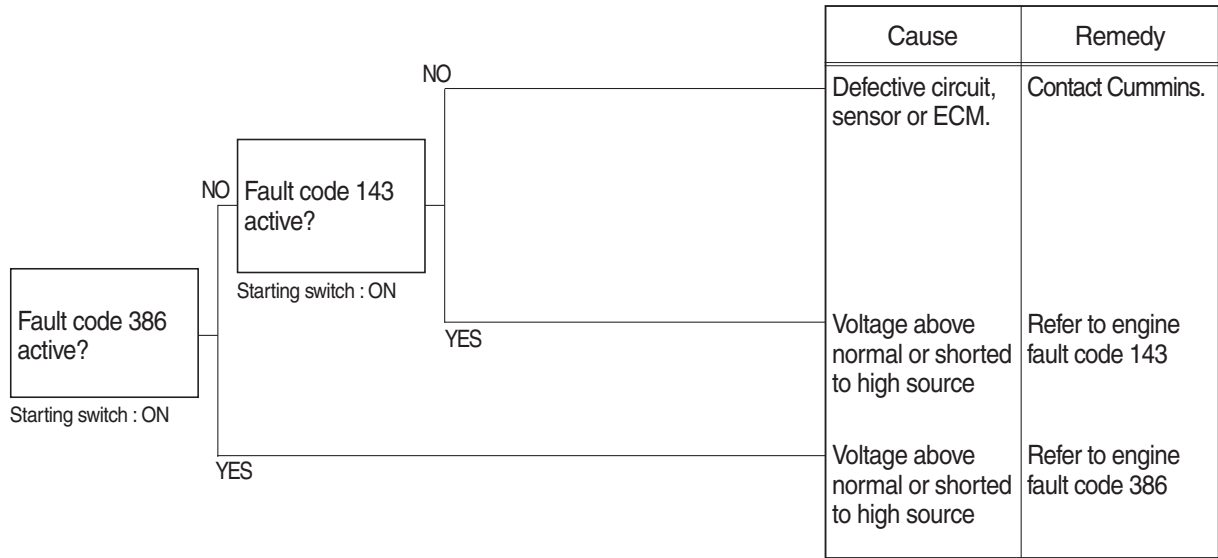 Cause
Remedy
NO
Defective circuit,
sensor or ECM.
Contact Cummins.
NO
Fault code 143
active?
Starting switch : ON
Fault code 386
active?
Starting switch : ON
YES
Voltage above
normal or shorted
to high source
Refer to engine
fault code 143
YES
Voltage above
normal or shorted
to high source
Refer to engine
fault code 386